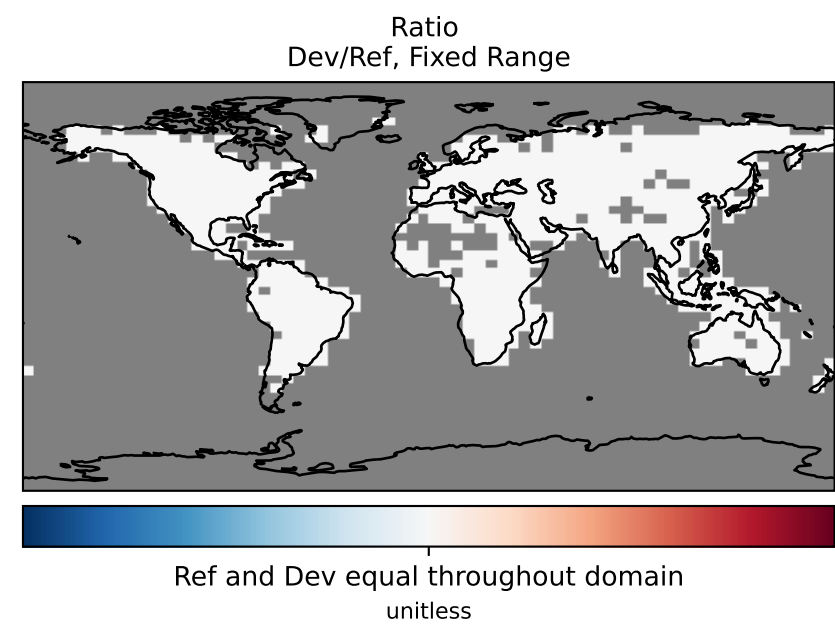 Ratio
Dev/Ref, Fixed Range
Ref and Dev equal throughout domain
unitless